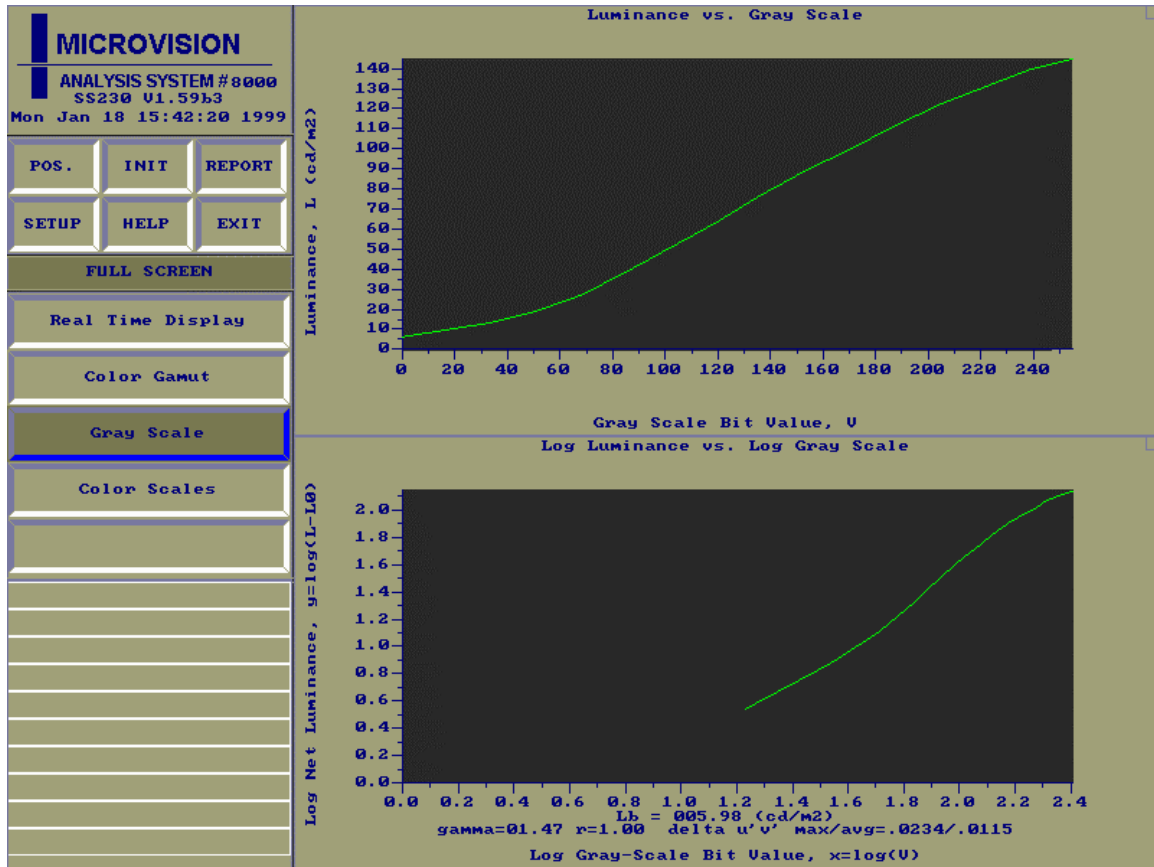 MICROVISION
ANALYSIS SYSTEM #8000
SS230 V1.59b3
Mon Jan 18 15:42:20 1999
POS. INIT REPORT
SETUP HELP EXIT
FULL SCREEN
Real Time Display
Color Gamut
Gray Scale
Color Scales
Luminance vs. Gray Scale
Luminance, L (cd/m2)
140
130
120
110
100
90
80
70
60
50
40
30
20
10
0
0 20 40 60 80 100 120 140 160 180 200 220 240
Gray Scale Bit Value, V
Log Luminance vs. Log Gray Scale
Log Net Luminance, y=log(L-L0)
2.0
1.8
1.6
1.4
1.2
1.0
0.8
0.6
0.4
0.2
0.0
0.0 0.2 0.4 0.6 0.8 1.0 1.2 1.4 1.6 1.8 2.0 2.2 2.4
Lb = 005.98 (cd/m2)
gamma=01.47 r=1.00 delta u'v' max/avg=.0234/.0115
Log Gray-Scale Bit Value, x=log(V)